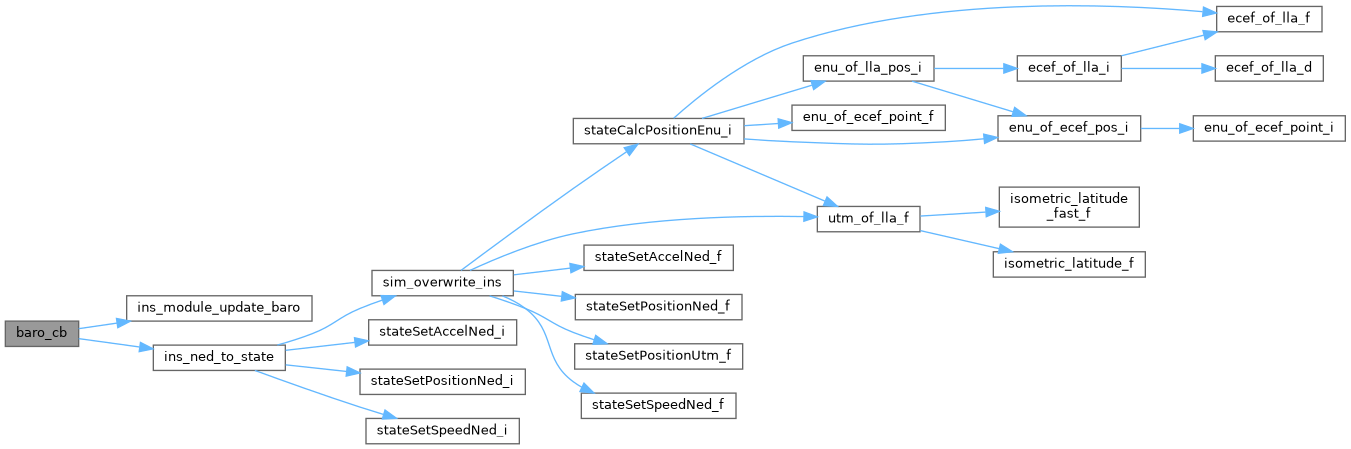 baro_cb
ins_module_update_baro
ins_ned_to_state
sim_overwrite_ins
stateSetAccelNed_i
stateSetPositionNed_i
stateSetSpeedNed_i
stateCalcPositionEnu_i
stateSetAccelNed_f
stateSetPositionNed_f
stateSetPositionUtm_f
stateSetSpeedNed_f
enu_of_lla_pos_i
enu_of_ecef_point_f
utm_of_lla_f
ecef_of_lla_i
enu_of_ecef_pos_i
isometric_latitude
_fast_f
isometric_latitude_f
ecef_of_lla_f
ecef_of_lla_d
enu_of_ecef_point_i